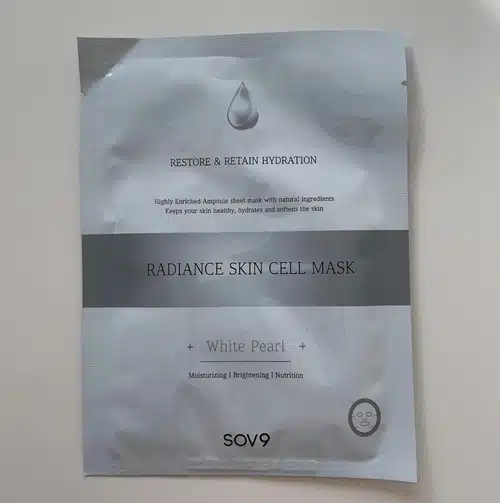 RESTORE & RETAIN HYDRATION
Highly Enriched Ampoule sheet mask with natural ingredients
Keeps your skin healthy, hydrates and softens the skin
RADIANCE SKIN CELL MASK
+ White Pearl +
Moisturizing | Brightening | Nutrition
SOV9